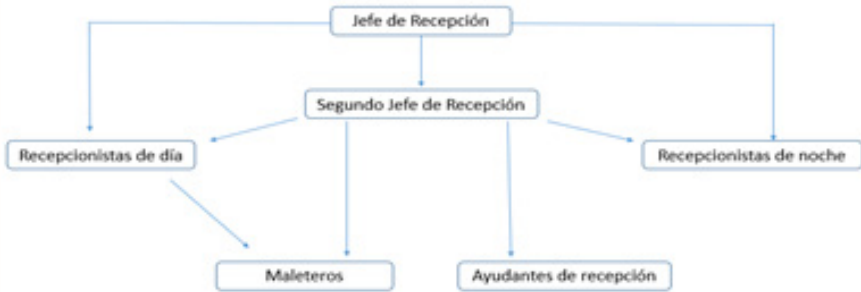 Jefe de Recepción
Segundo Jefe de Recepción
Recepcionistas de día
Recepcionistas de noche
Maleteros
Ayudantes de recepción